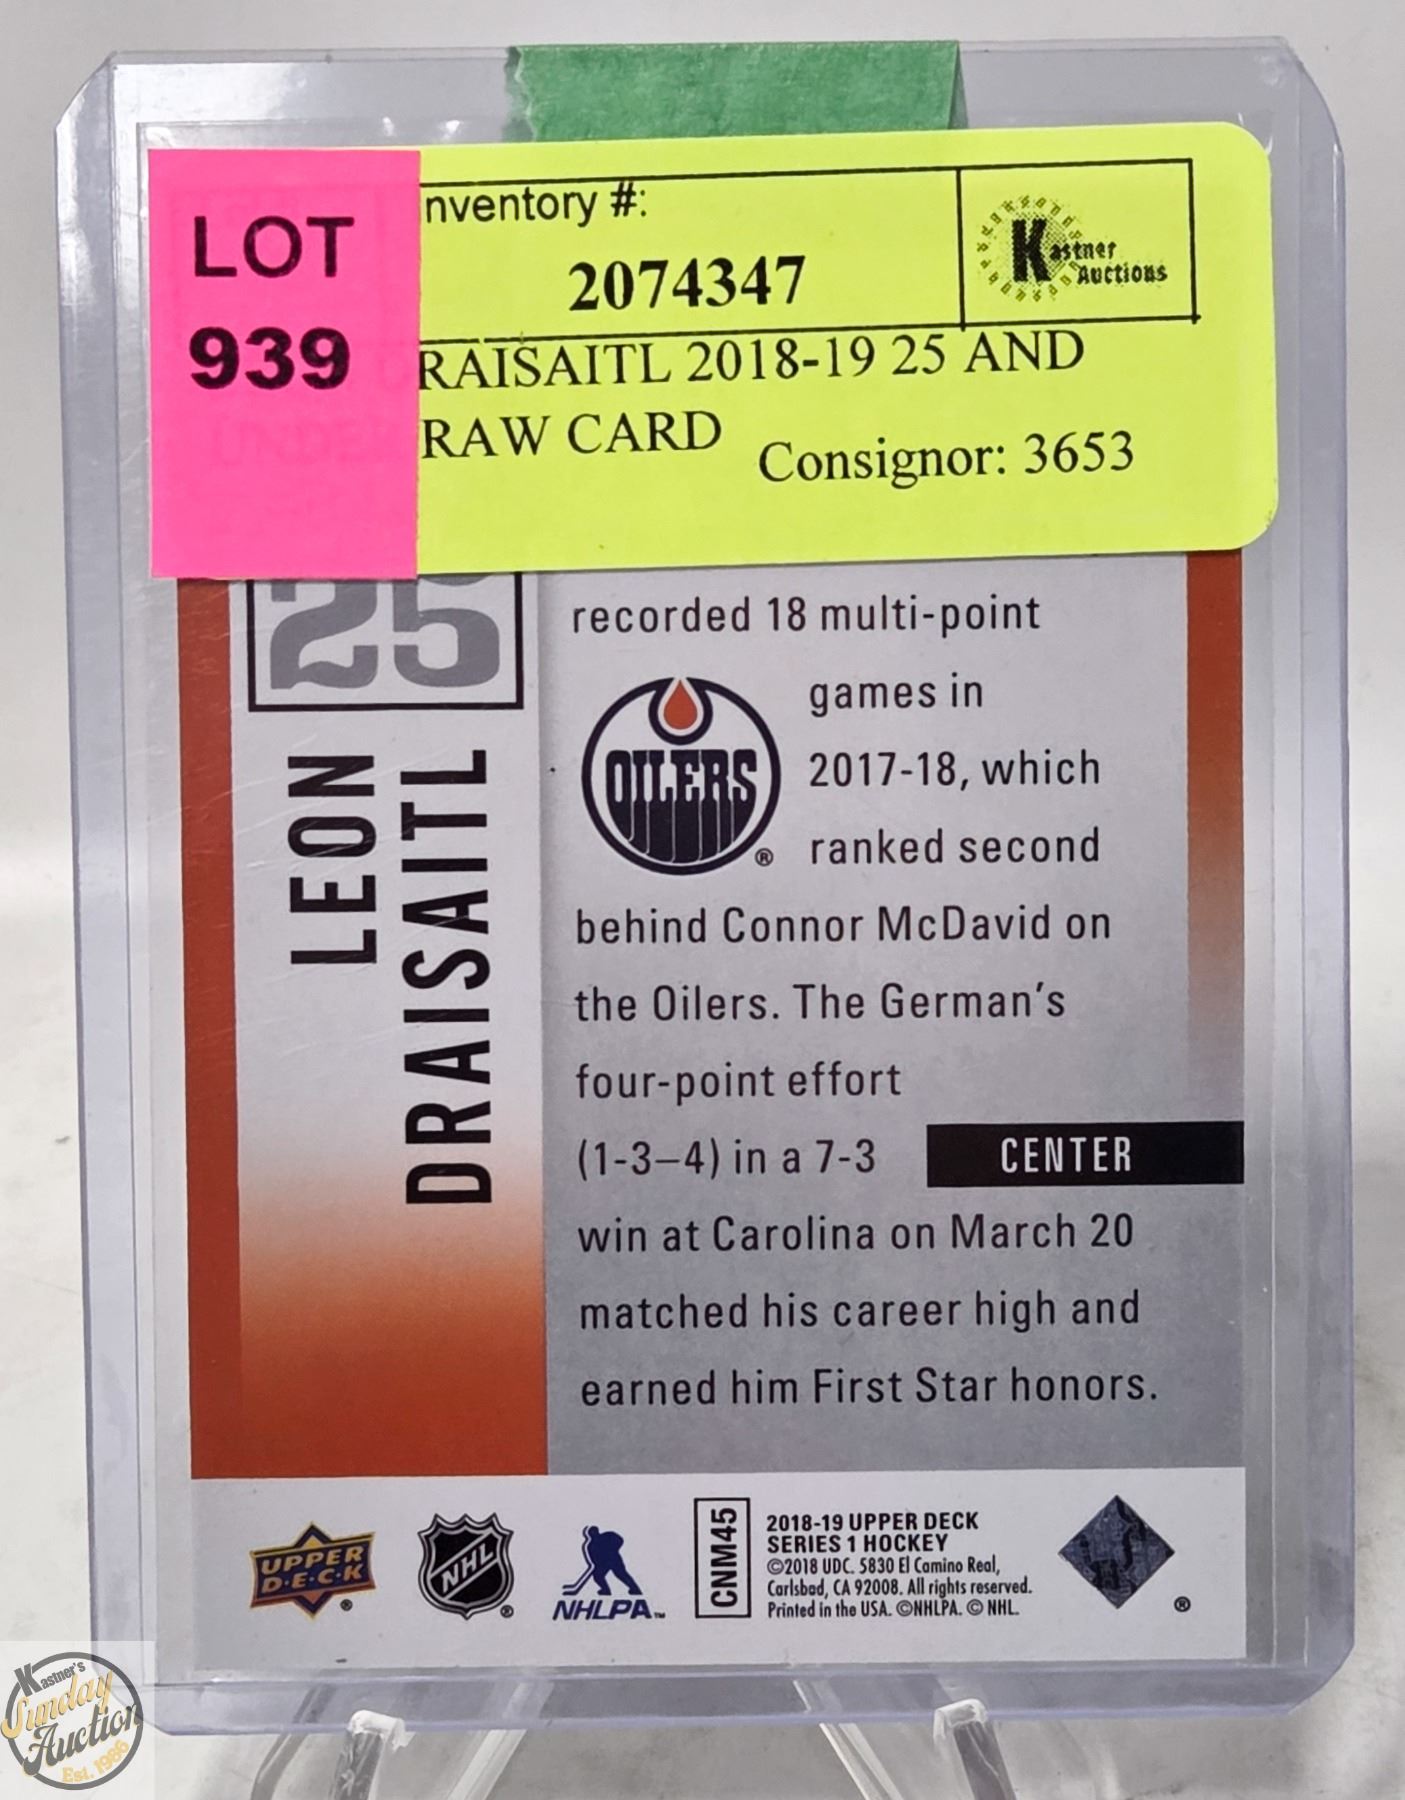 LOT
939
nventory #:
2074347
Kastner
Auctions
RAISAITL 2018-19 25 AND
UNDE RAW CARD
Consignor: 3653
25
LEON
DRAISAITL
recorded 18 multi-point
games in
2017-18, which
ranked second
behind Connor McDavid on
the Oilers. The German's
four-point effort
(1-3–4) in a 7-3
win at Carolina on March 20
matched his career high and
earned him First Star honors.
OILERS
®
CENTER
UPPER
D·E·C·K
®
NHL
®
NHLPA™
CNM45
2018-19 UPPER DECK
SERIES 1 HOCKEY
©2018 UDC. 5830 El Camino Real,
Carlsbad, CA 92008. All rights reserved.
Printed in the USA. ©NHLPA. © NHL.
®
Kastner's
Sunday
Auction
Est. 1986